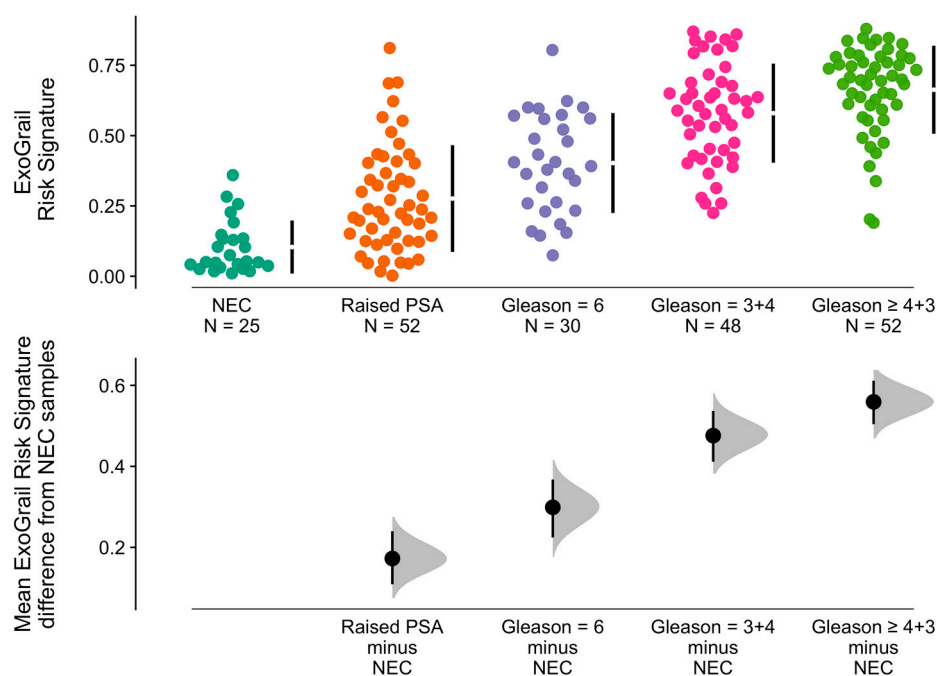 ExoGrail
Risk Signature
0.75
0.50
0.25
0.00
NEC
N = 25
Raised PSA
N = 52
Gleason = 6
N = 30
Gleason = 3+4
N = 48
Gleason ≥ 4+3
N = 52
Mean ExoGrail Risk Signature
difference from NEC samples
0.6
0.4
0.2
Raised PSA
minus
NEC
Gleason = 6
minus
NEC
Gleason = 3+4
minus
NEC
Gleason ≥ 4+3
minus
NEC